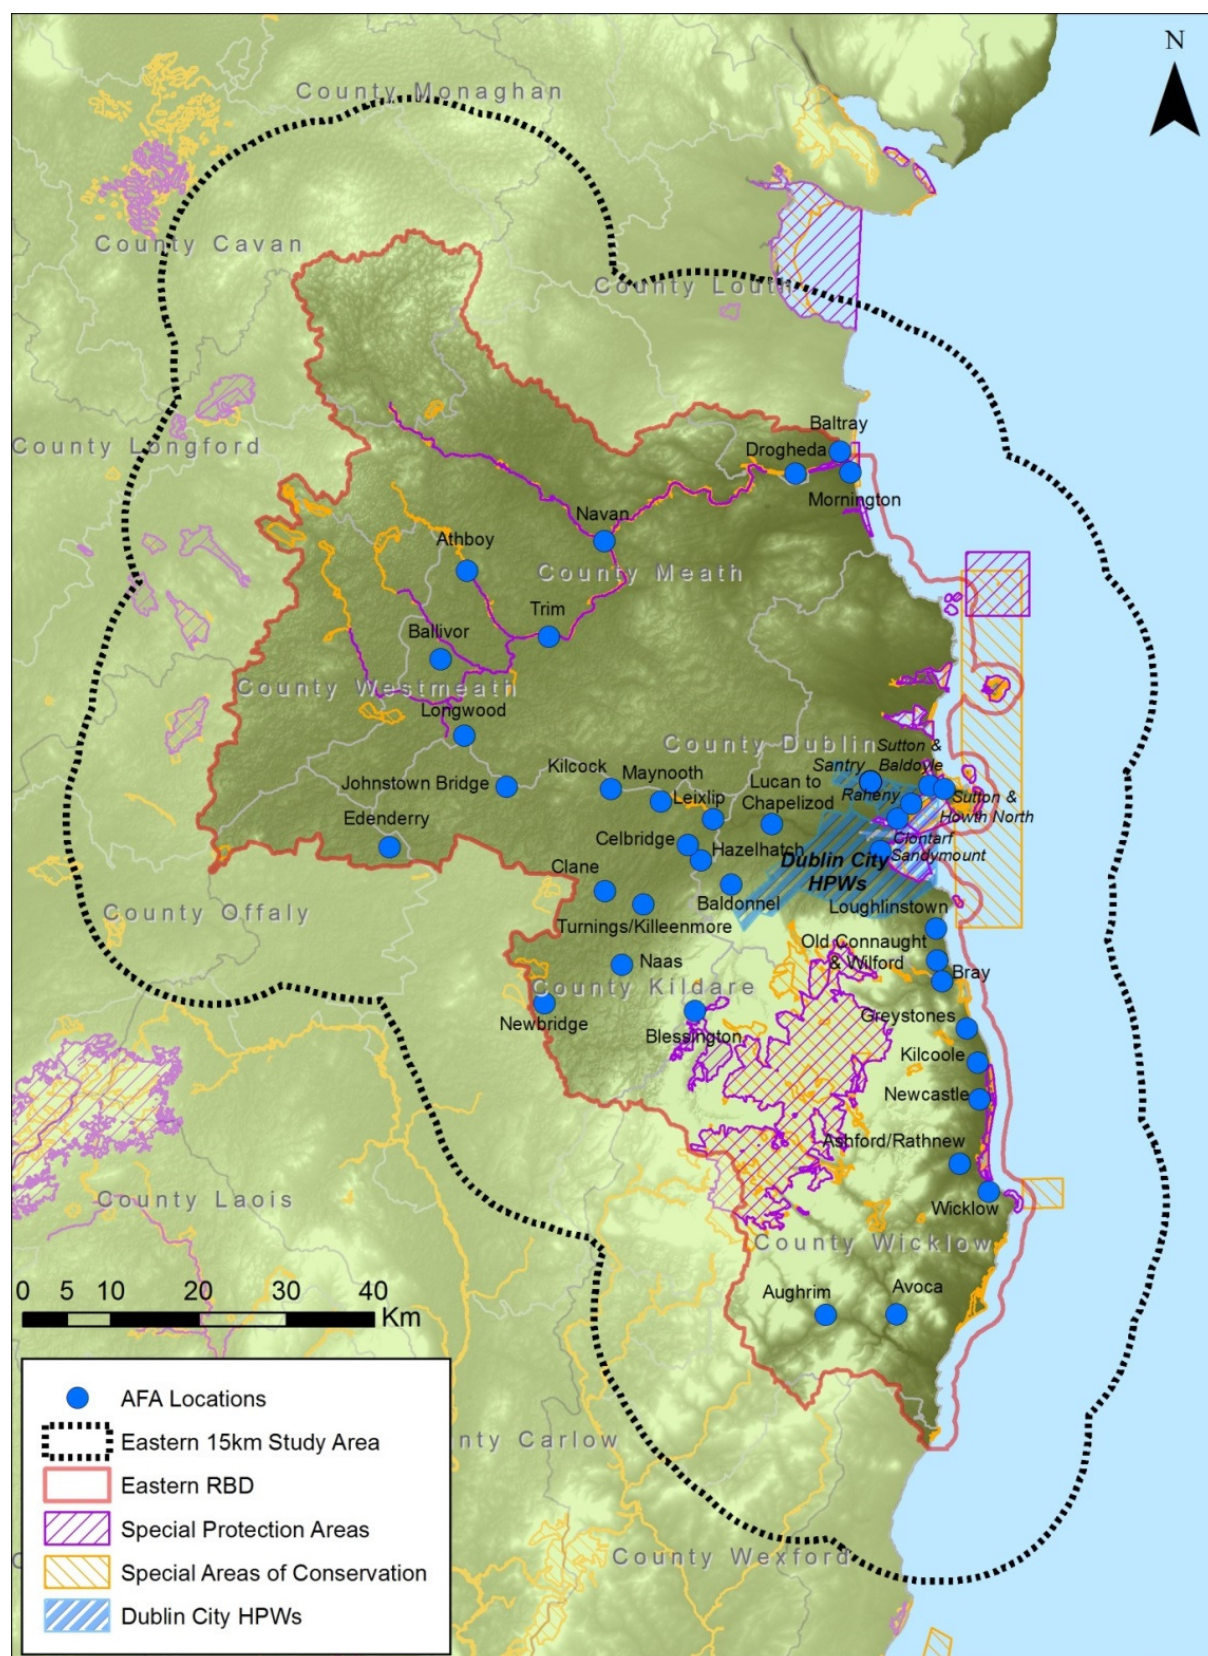 N
County Monaghan
County Cavan
County Louth
County Longford
Baltray
Drogheda
Mornington
Navan
Athboy
County Meath
Trim
Ballivor
County Westmeath
Longwood
County Dublin
Sutton &
Baldoyle
Santry
Kilcock
Maynooth
Johnstown Bridge
Lucan to
Chapelizod
Leixlip
Raheny
Sutton &
Howth North
Edenderry
Celbridge
Hazelhatch
Clontarf
Sandymount
Dublin City
HPWs
Clane
Baldonnel
County Offaly
Turnings/Killeenmore
Loughlinstown
Old Connaught
& Wilford
Naas
Bray
County Kildare
Newbridge
Blessington
Greystones
Kilcoole
Newcastle
Ashford/Rathnew
County Laois
Wicklow
County Wicklow
Aughrim
Avoca
0 5 10 20 30 40
Km
AFA Locations
Eastern 15km Study Area
nty Carlow
Eastern RBD
Special Protection Areas
County Wexford
Special Areas of Conservation
Dublin City HPWs